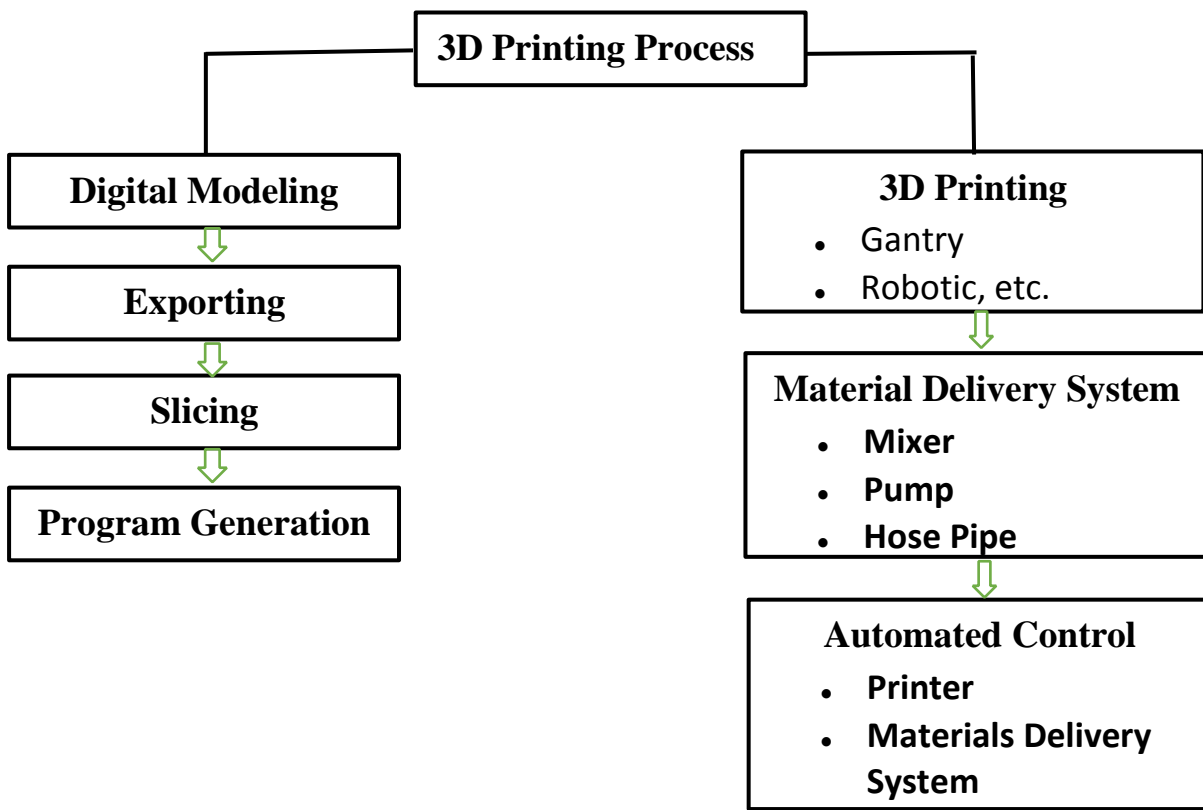 3D Printing Process
Digital Modeling
Exporting
Slicing
Program Generation
3D Printing
• Gantry
• Robotic, etc.
Material Delivery System
• Mixer
• Pump
• Hose Pipe
Automated Control
• Printer
• Materials Delivery
System